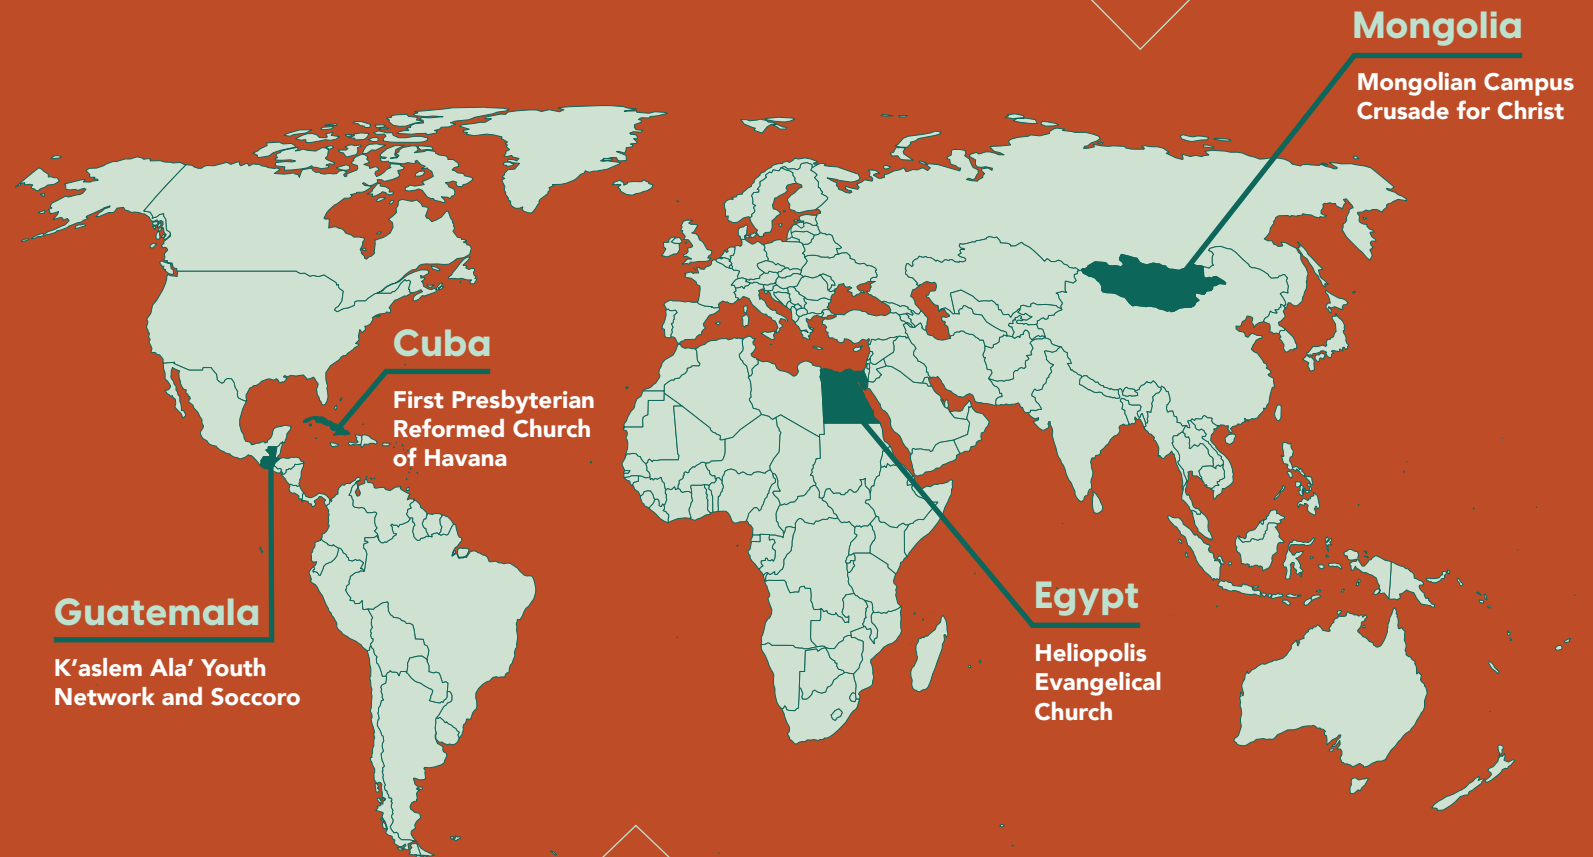 Mongolia
Mongolian Campus
Crusade for Christ
Cuba
First Presbyterian
Reformed Church
of Havana
Guatemala
K’aslem Ala’ Youth
Network and Soccoro
Egypt
Heliopolis
Evangelical
Church